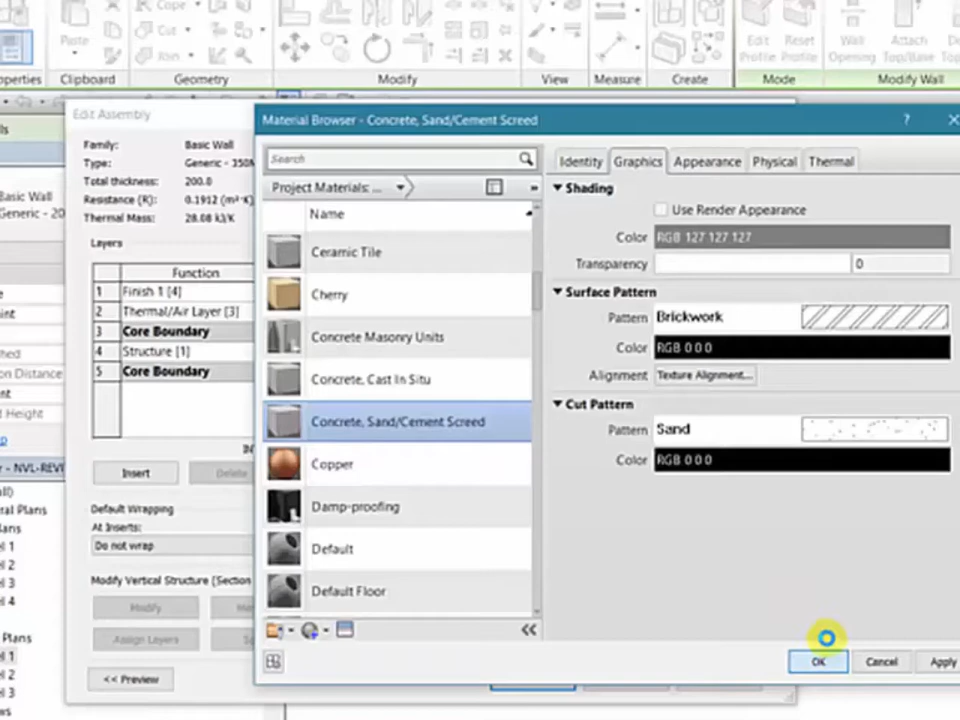 Cope
Paste
Cut
Join
Edit Profile
Reset Profile
Wall Opening
Attach Top/Base
operties
Clipboard
Geometry
Modify
View
Measure
Create
Mode
Modify Wall
Edit Assembly
Family: Basic Wall
Type: Generic - 350M
Total thickness: 200.0
Resistance (R): 0.1912 (m²·K)
Thermal Mass: 28.08 kJ/K
Layers
Function
1 Finish 1 [4]
2 Thermal/Air Layer [3]
3 Core Boundary
4 Structure [1]
5 Core Boundary
Insert
Delete
Default Wrapping
At Inserts:
Do not wrap
Modify Vertical Structure (Section
Modify
Assign Layers
<< Preview
Basic Wall
Generic - 20
Material Browser - Concrete, Sand/Cement Screed
?
Search
Project Materials: ...
Name
Ceramic Tile
Cherry
Concrete Masonry Units
Concrete, Cast In Situ
Concrete, Sand/Cement Screed
Copper
Damp-proofing
Default
Default Floor
Identity
Graphics
Appearance
Physical
Thermal
Shading
Use Render Appearance
Color RGB 127 127 127
Transparency 0
Surface Pattern
Pattern Brickwork
Color RGB 0 0 0
Alignment Texture Alignment...
Cut Pattern
Pattern Sand
Color RGB 0 0 0
OK
Cancel
Apply